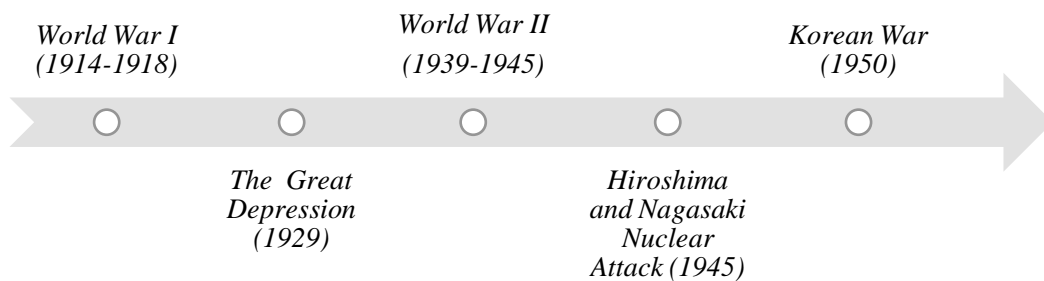 World War I
(1914-1918)
The Great
Depression
(1929)
World War II
(1939-1945)
Hiroshima
and Nagasaki
Nuclear
Attack (1945)
Korean War
(1950)